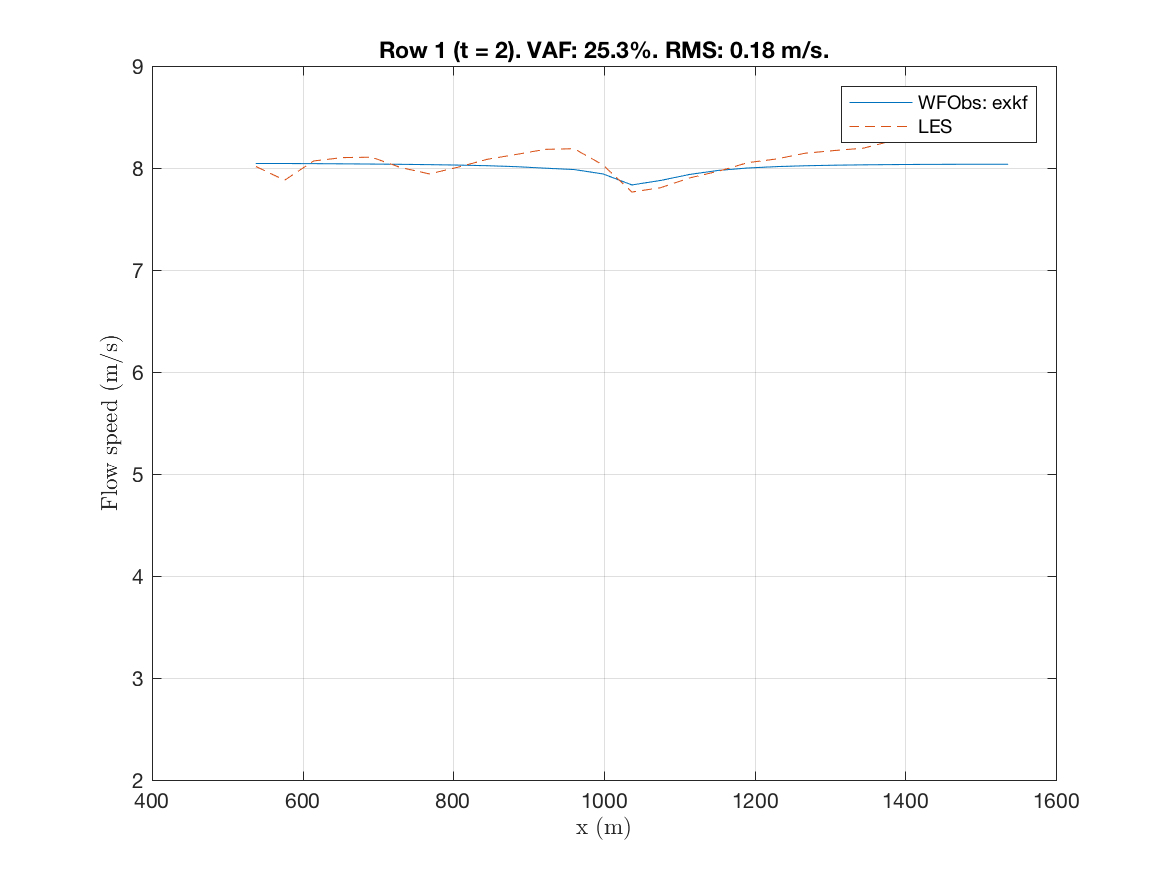 Row 1 (t = 2). VAF: 25.3%. RMS: 0.18 m/s.
WFObs: exkf
LES
9
8
7
6
5
4
3
2
Flow speed (m/s)
400 600 800 1000 1200 1400 1600
x (m)